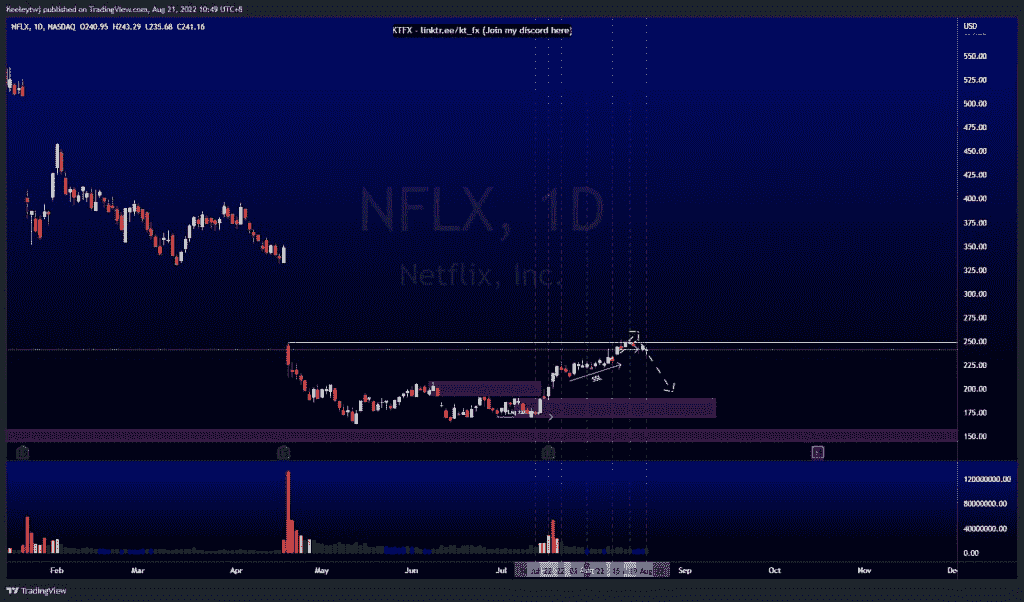 Keeleytwj published on TradingView.com, Aug 21, 2022 10:49 UTC+8
NFLX, 1D, NASDAQ O240.95 H243.29 L235.68 C241.16
KTFX - linktr.ee/kt_fx (Join my discord here)
USD
550.00
525.00
500.00
475.00
450.00
425.00
400.00
375.00
350.00
325.00
300.00
275.00
250.00
225.00
200.00
175.00
150.00
NFLX, 1D
Netflix, Inc.
SSL
120000000.00
80000000.00
40000000.00
0.00
Feb Mar Apr May Jun Jul Aug Sep Oct Nov
TradingView